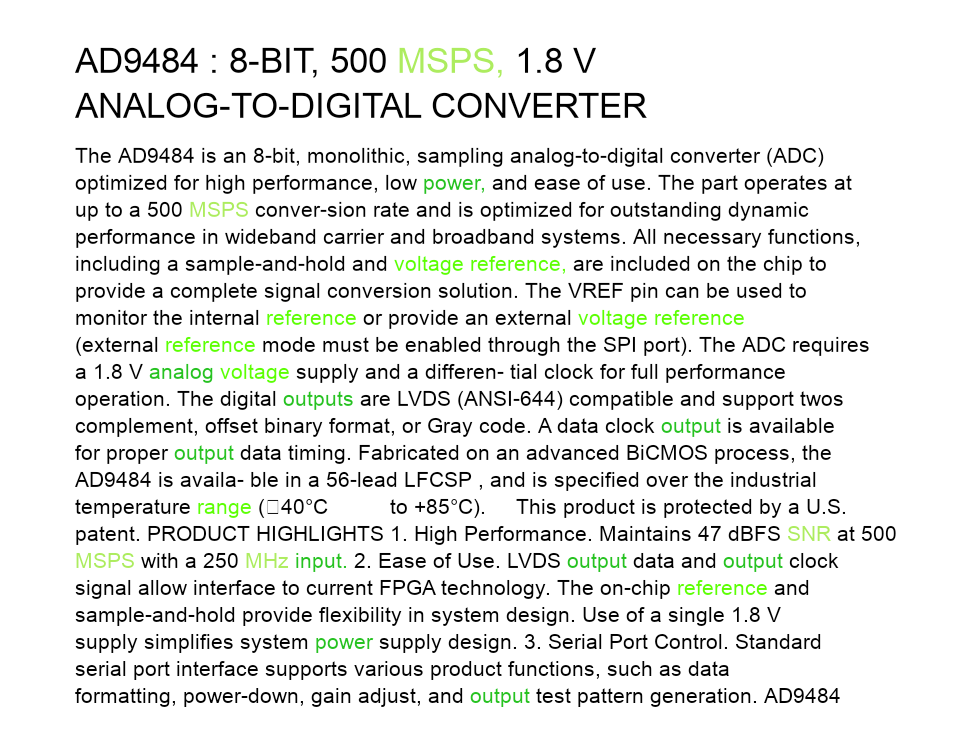 AD9484 : 8-BIT, 500 MSPS, 1.8 V
ANALOG-TO-DIGITAL CONVERTER
The AD9484 is an 8-bit, monolithic, sampling analog-to-digital converter (ADC)
optimized for high performance, low power, and ease of use. The part operates at
up to a 500 MSPS conver-sion rate and is optimized for outstanding dynamic
performance in wideband carrier and broadband systems. All necessary functions,
including a sample-and-hold and voltage reference, are included on the chip to
provide a complete signal conversion solution. The VREF pin can be used to
monitor the internal reference or provide an external voltage reference
(external reference mode must be enabled through the SPI port). The ADC requires
a 1.8 V analog voltage supply and a differen- tial clock for full performance
operation. The digital outputs are LVDS (ANSI-644) compatible and support twos
complement, offset binary format, or Gray code. A data clock output is available
for proper output data timing. Fabricated on an advanced BiCMOS process, the
AD9484 is availa- ble in a 56-lead LFCSP , and is specified over the industrial
temperature range (□40°C to +85°C). This product is protected by a U.S.
patent. PRODUCT HIGHLIGHTS 1. High Performance. Maintains 47 dBFS SNR at 500
MSPS with a 250 MHz input. 2. Ease of Use. LVDS output data and output clock
signal allow interface to current FPGA technology. The on-chip reference and
sample-and-hold provide flexibility in system design. Use of a single 1.8 V
supply simplifies system power supply design. 3. Serial Port Control. Standard
serial port interface supports various product functions, such as data
formatting, power-down, gain adjust, and output test pattern generation. AD9484